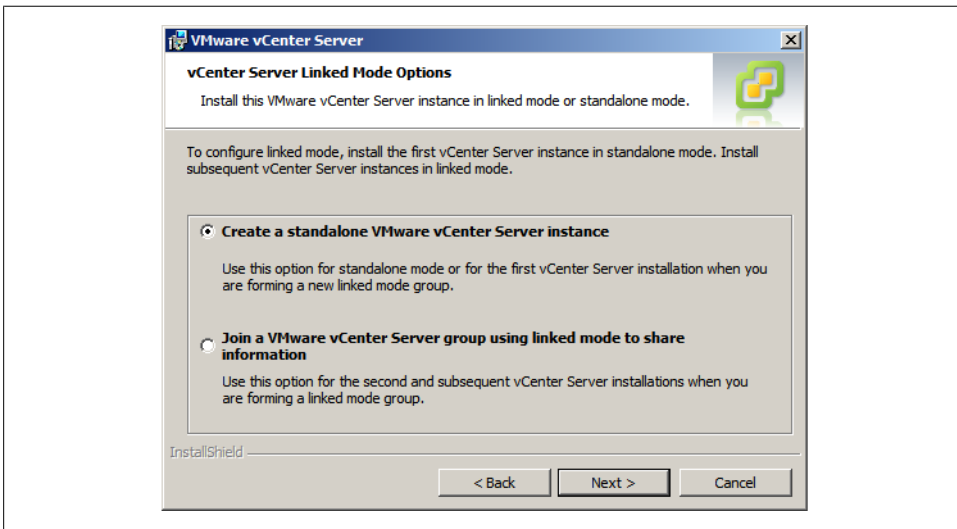 VMware vCenter Server
vCenter Server Linked Mode Options
Install this VMware vCenter Server instance in linked mode or standalone mode.
To configure linked mode, install the first vCenter Server instance in standalone mode. Install
subsequent vCenter Server instances in linked mode.
Create a standalone VMware vCenter Server instance
Use this option for standalone mode or for the first vCenter Server installation when you
are forming a new linked mode group.
Join a VMware vCenter Server group using linked mode to share
information
Use this option for the second and subsequent vCenter Server installations when you
are forming a linked mode group.
InstallShield
< Back
Next >
Cancel